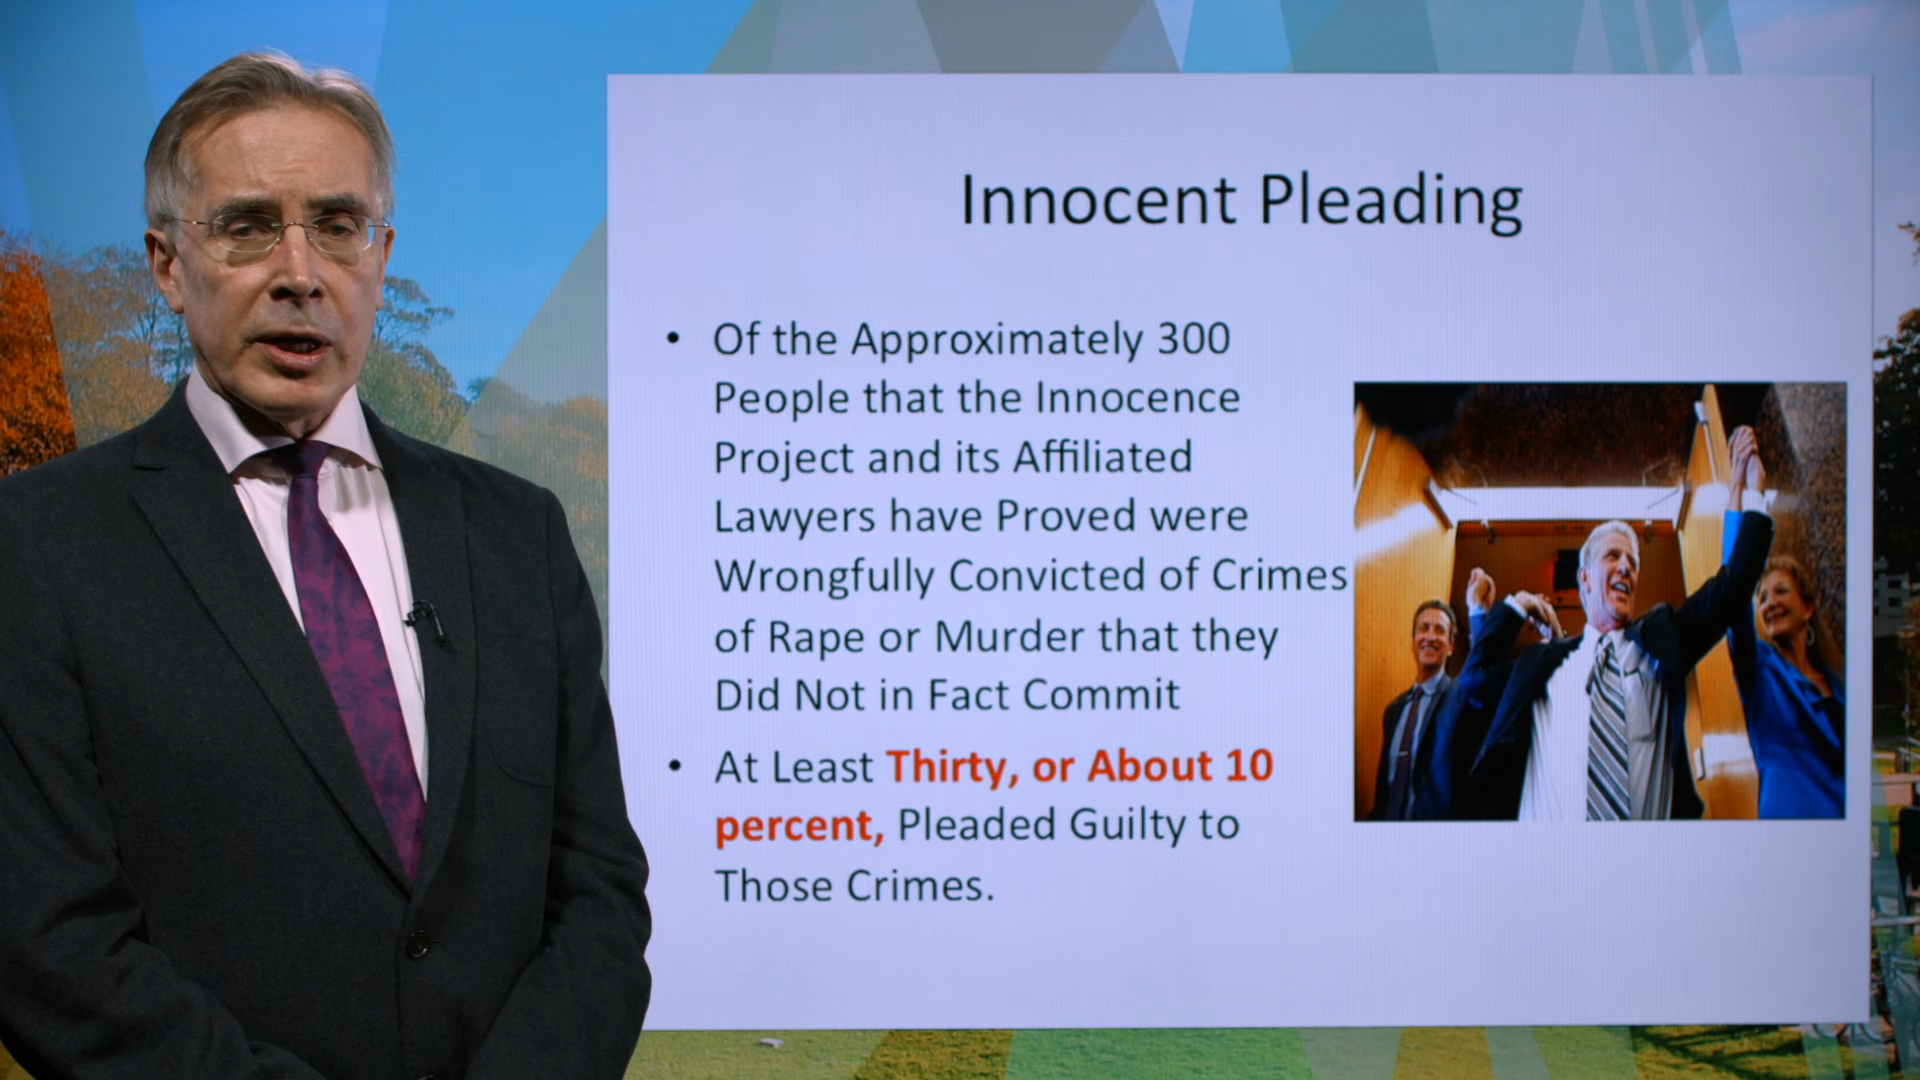 Innocent Pleading
• Of the Approximately 300
People that the Innocence
Project and its Affiliated
Lawyers have Proved were
Wrongfully Convicted of Crimes
of Rape or Murder that they
Did Not in Fact Commit
• At Least Thirty, or About 10
percent, Pleaded Guilty to
Those Crimes.